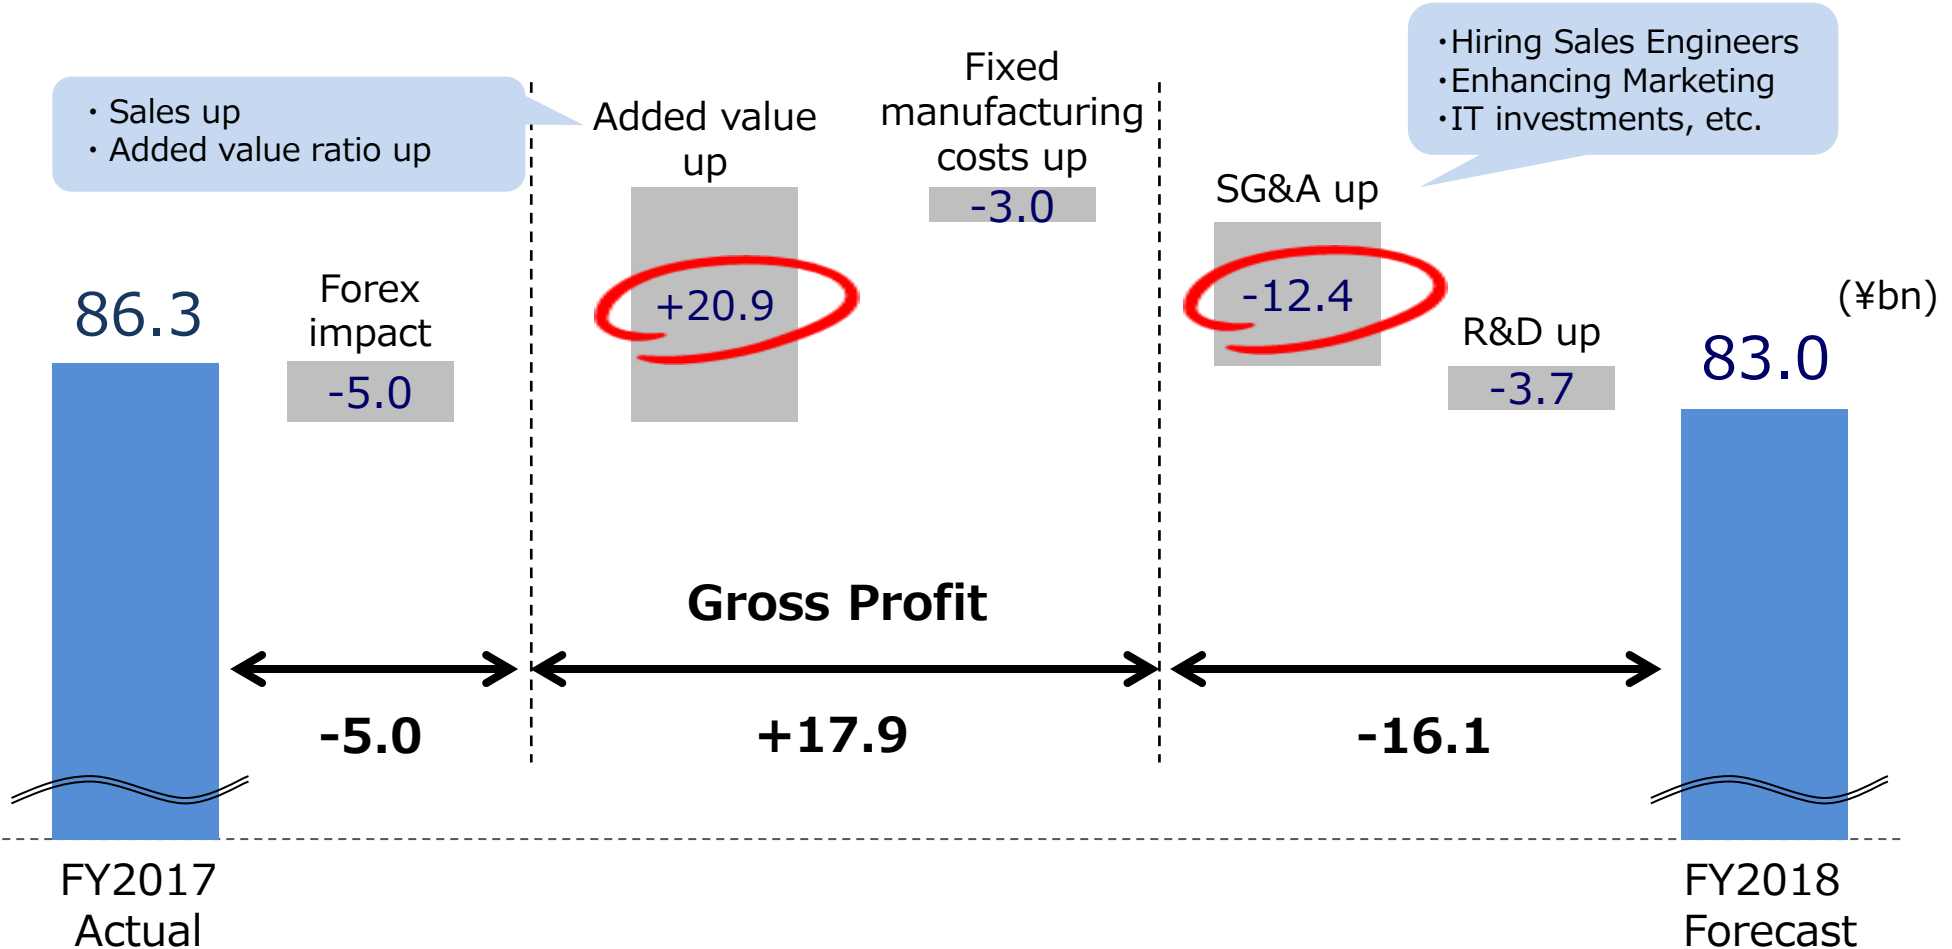 ・Hiring Sales Engineers
・Enhancing Marketing
・IT investments, etc.
・ Sales up
・ Added value ratio up
Added value
up
Fixed
manufacturing
costs up
SG&A up
-3.0
Forex
impact
86.3
+20.9
-12.4
(¥bn)
R&D up
83.0
-5.0
-3.7
Gross Profit
-5.0
+17.9
-16.1
FY2017
Actual
FY2018
Forecast